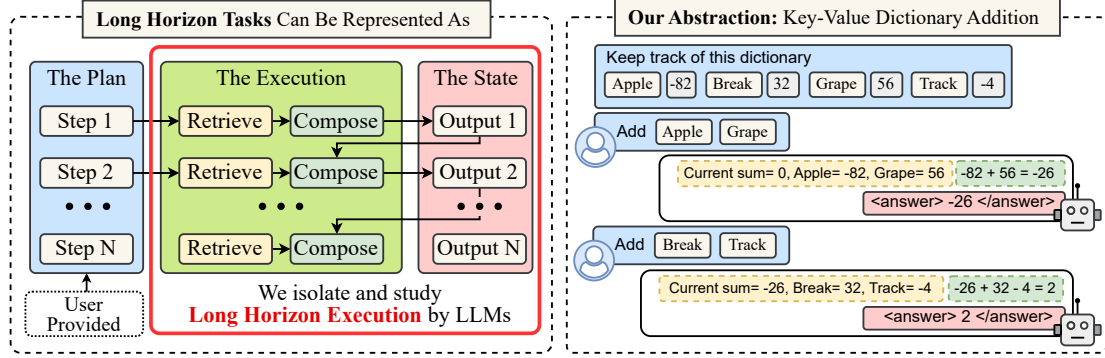 Long Horizon Tasks Can Be Represented As
The Plan
The Execution
The State
Step 1
Retrieve
Compose
Output 1
Step 2
Retrieve
Compose
Output 2
• • •
• • •
• • •
Step N
Retrieve
Compose
Output N
User
Provided
We isolate and study
Long Horizon Execution by LLMs
Our Abstraction: Key-Value Dictionary Addition
Keep track of this dictionary
Apple -82 Break 32 Grape 56 Track -4
Add Apple Grape
Current sum= 0, Apple= -82, Grape= 56 -82 + 56 = -26
<answer> -26 </answer>
Add Break Track
Current sum= -26, Break= 32, Track= -4 -26 + 32 - 4 = 2
<answer> 2 </answer>